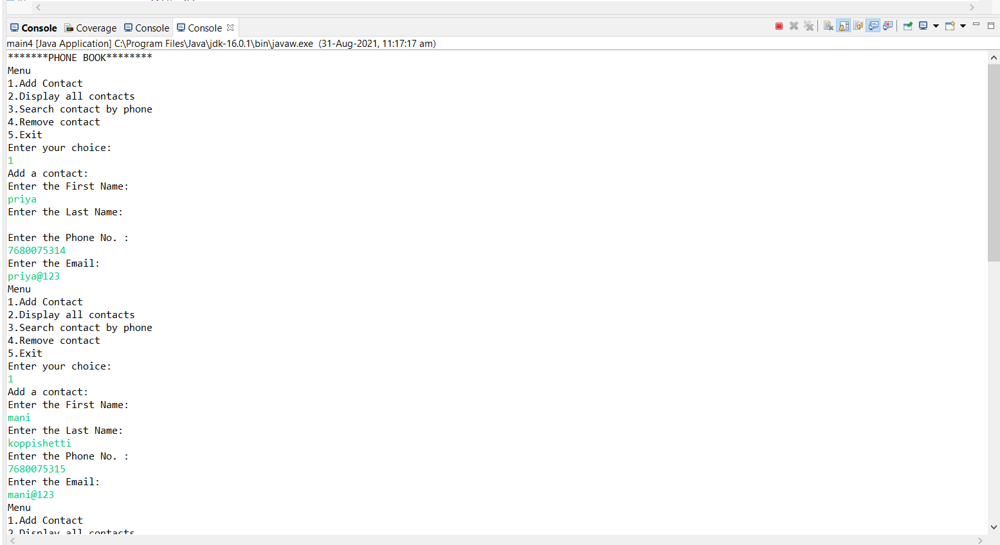 Console Coverage Console Console
main4 [Java Application] C:\Program Files\Java\jdk-16.0.1\bin\javaw.exe (31-Aug-2021, 11:17:17 am)
*******PHONE BOOK********
Menu
1.Add Contact
2.Display all contacts
3.Search contact by phone
4.Remove contact
5.Exit
Enter your choice:
1
Add a contact:
Enter the First Name:
priya
Enter the Last Name:
Enter the Phone No. :
7680075314
Enter the Email:
priya@123
Menu
1.Add Contact
2.Display all contacts
3.Search contact by phone
4.Remove contact
5.Exit
Enter your choice:
1
Add a contact:
Enter the First Name:
mani
Enter the Last Name:
koppishetti
Enter the Phone No. :
7680075315
Enter the Email:
mani@123
Menu
1.Add Contact
2.Display all contacts